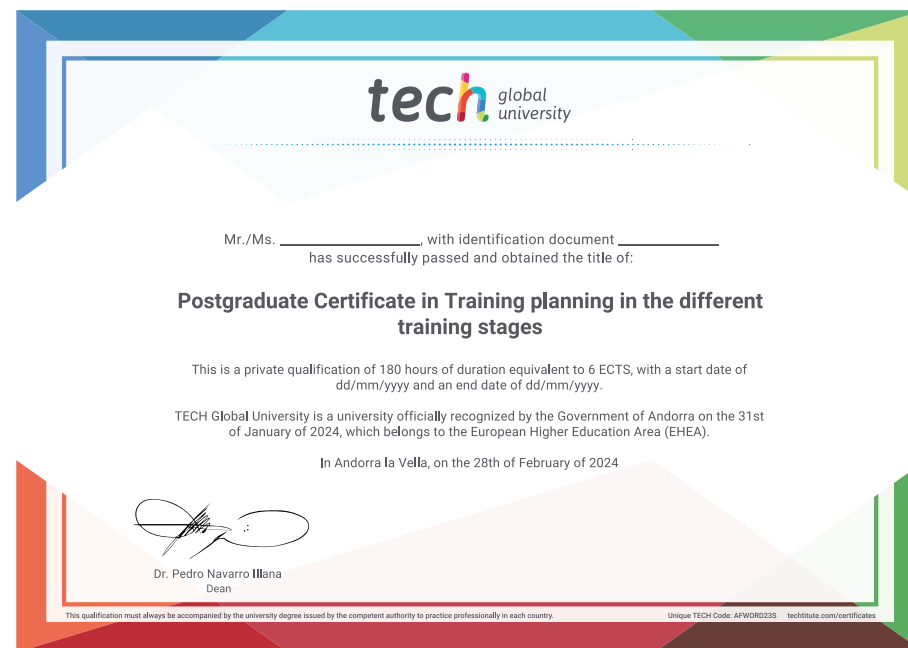 tech global university
Mr./Ms. ____________, with identification document ____________
has successfully passed and obtained the title of:
Postgraduate Certificate in Training planning in the different
training stages
This is a private qualification of 180 hours of duration equivalent to 6 ECTS, with a start date of
dd/mm/yyyy and an end date of dd/mm/yyyy.
TECH Global University is a university officially recognized by the Government of Andorra on the 31st
of January of 2024, which belongs to the European Higher Education Area (EHEA).
In Andorra la Vella, on the 28th of February of 2024
Dr. Pedro Navarro Illana
Dean
This qualification must always be accompanied by the university degree issued by the competent authority to practice professionally in each country.
Unique TECH Code: AFWORD23S techtitute.com/certificates